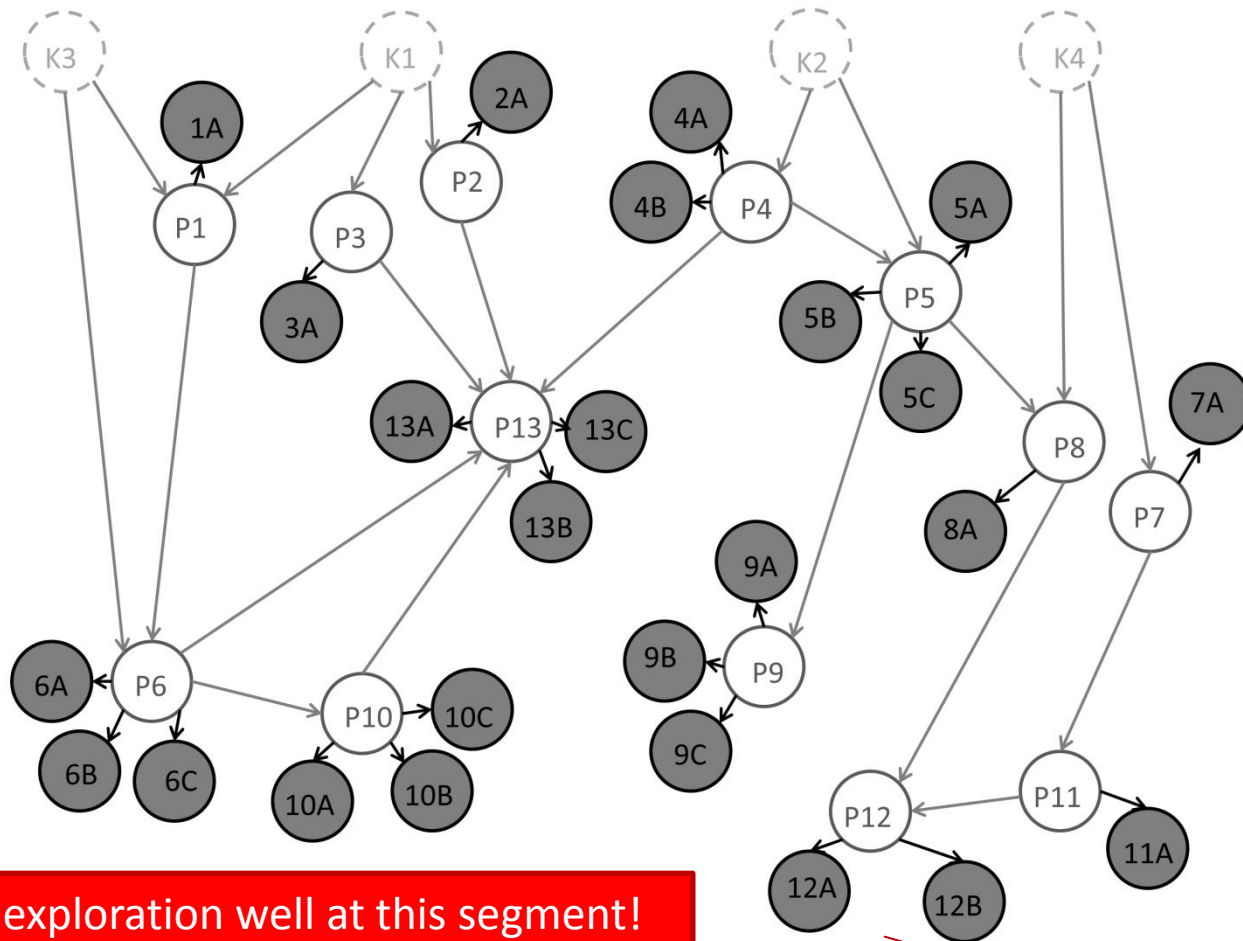 K3
K1
K2
K4
1A
2A
4A
P1
P2
4B
P4
5A
P3
3A
5B
P5
5C
7A
13A
P13
13C
P8
13B
8A
P7
9A
6A
P6
9B
P9
P10
10C
6B
6C
10A
10B
9C
P12
P11
11A
12A
12B
exploration well at this segment!